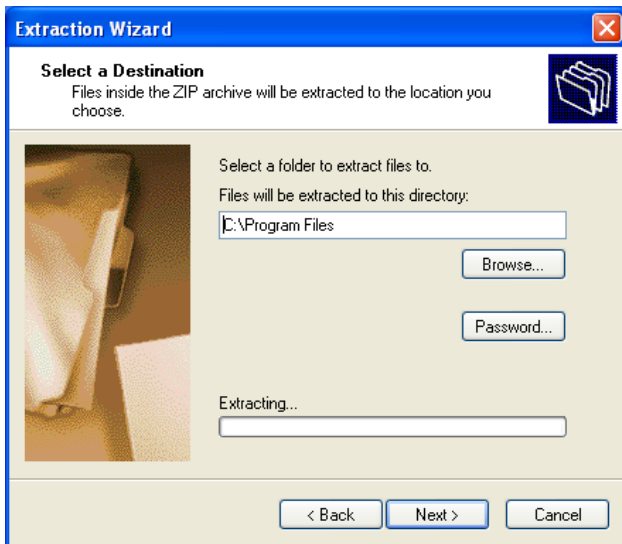 Extraction Wizard
Select a Destination
Files inside the ZIP archive will be extracted to the location you
choose.
Select a folder to extract files to.
Files will be extracted to this directory:
C:\Program Files
Browse...
Password...
Extracting...
< Back
Next >
Cancel